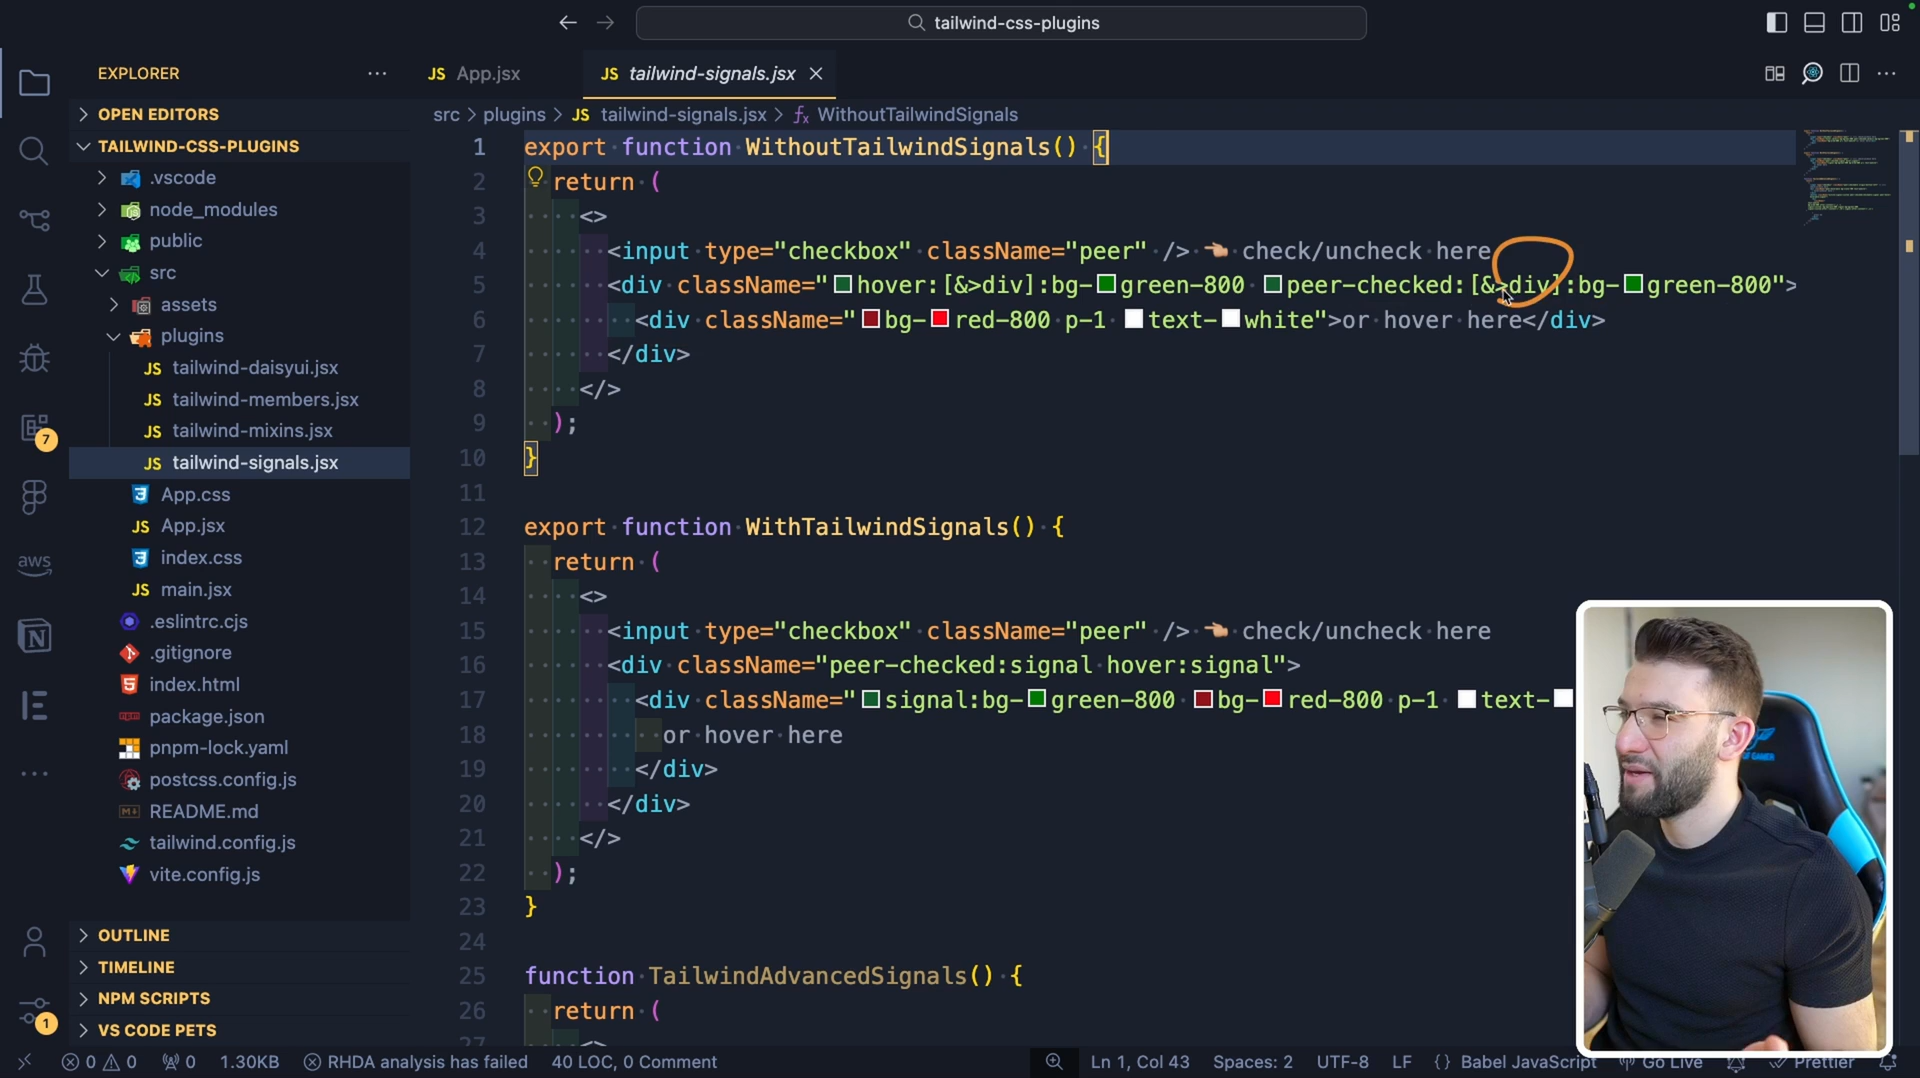 tailwind-css-plugins
EXPLORER
App.jsx
tailwind-signals.jsx
src > plugins > JS tailwind-signals.jsx > WithoutTailwindSignals
OPEN EDITORS
TAILWIND-CSS-PLUGINS
.vscode
node_modules
public
src
assets
plugins
JS tailwind-daisyui.jsx
JS tailwind-members.jsx
JS tailwind-mixins.jsx
JS tailwind-signals.jsx
App.css
JS App.jsx
index.css
JS main.jsx
.eslintrc.cjs
.gitignore
index.html
package.json
pnpm-lock.yaml
postcss.config.js
README.md
tailwind.config.js
vite.config.js
OUTLINE
TIMELINE
NPM SCRIPTS
VS CODE PETS
aws
7
1
1 export function WithoutTailwindSignals() {
2 return (
3 <>
4 <input type="checkbox" className="peer" /> 👈 check/uncheck here
5 <div className="hover:[&>div]:bg-green-800 peer-checked:[&>div]:bg-green-800">
6 <div className="bg-red-800 p-1 text-white">or hover here</div>
7 </div>
8 </>
9 );
10 }
11
12 export function WithTailwindSignals() {
13 return (
14 <>
15 <input type="checkbox" className="peer" /> 👈 check/uncheck here
16 <div className="peer-checked:signal hover:signal">
17 <div className="signal:bg-green-800 bg-red-800 p-1 text-
18 or hover here
19 </div>
20 </div>
21 </>
22 );
23 }
24
25 function TailwindAdvancedSignals() {
26 return (
27 <>
0 0 0 1.30KB RHDA analysis has failed 40 LOC, 0 Comment Ln 1, Col 43 Spaces: 2 UTF-8 LF {} Babel JavaScript Go Live Prettier